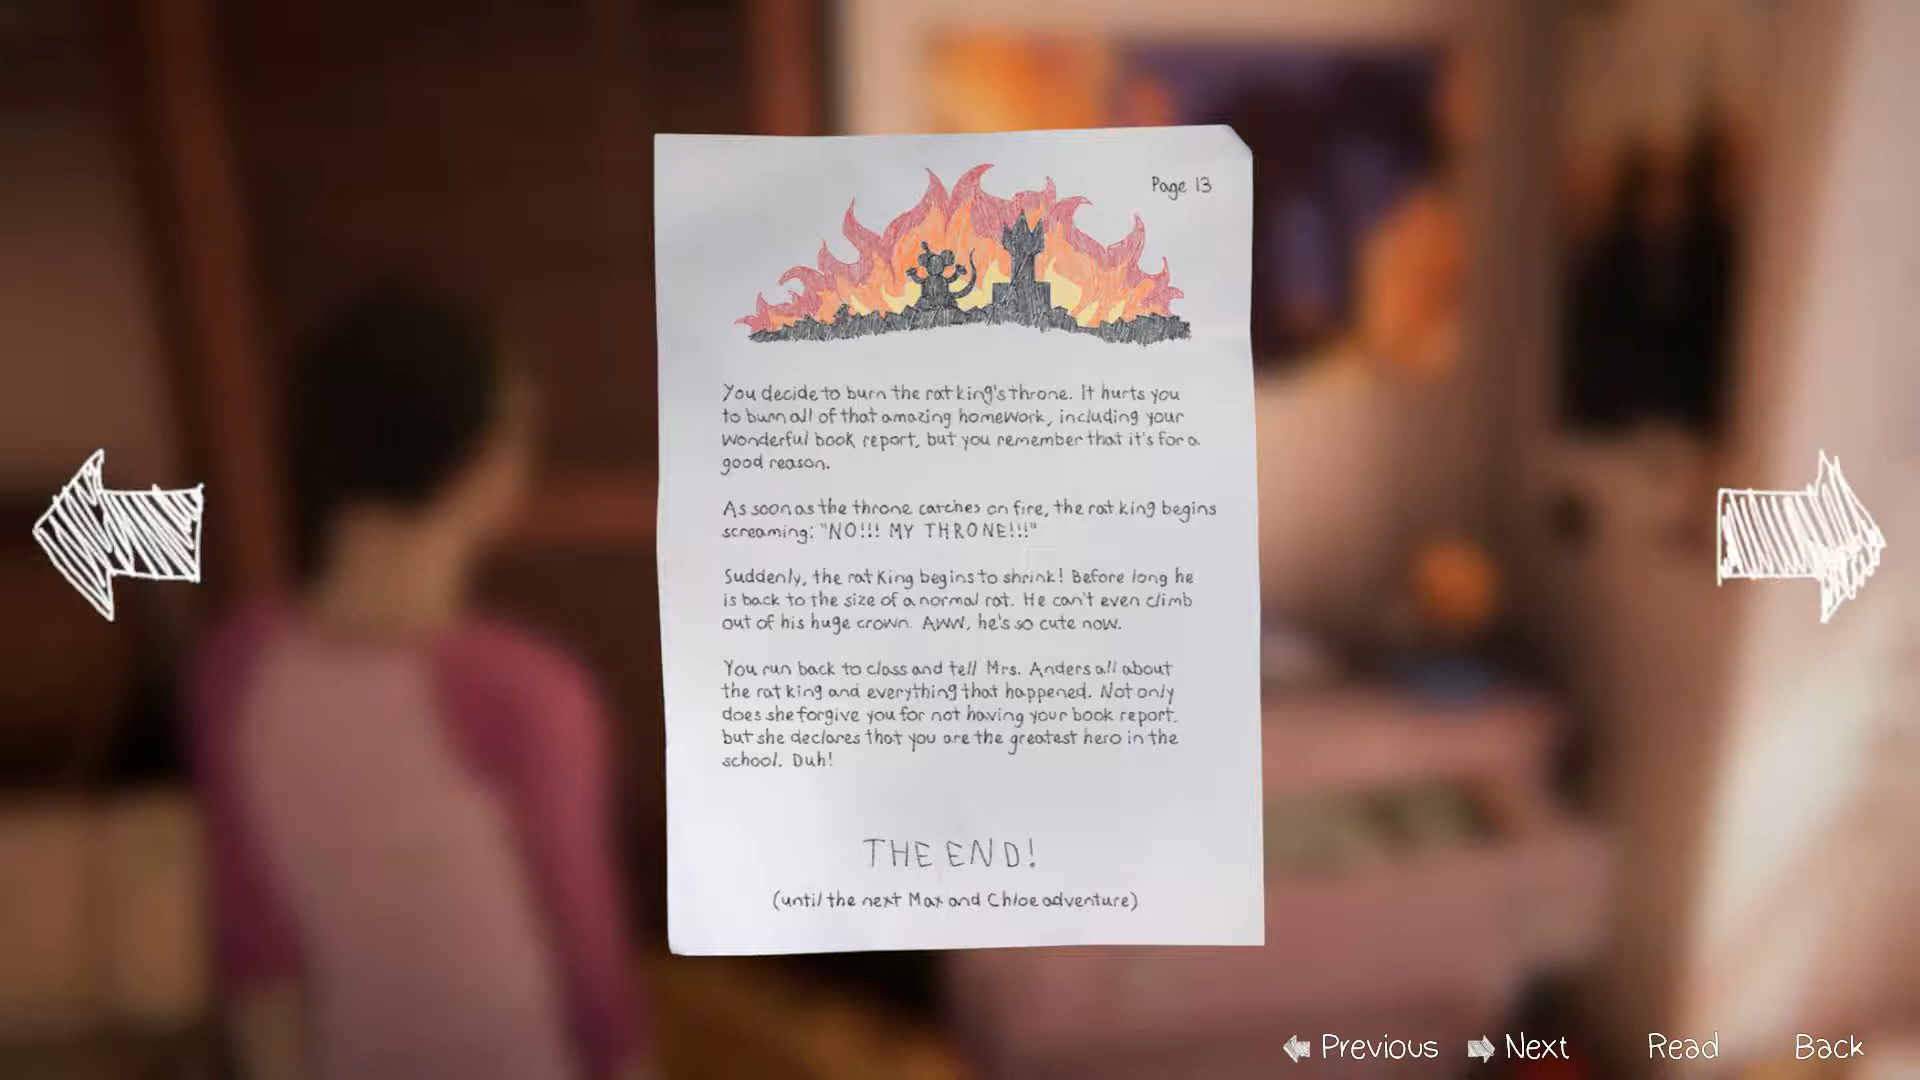 Page 13
You decide to burn the rat king's throne. It hurts you
to burn all of that amazing homework, including your
wonderful book report, but you remember that it's for a
good reason.
As soon as the throne catches on fire, the rat king begins
screaming: "NO!!! MY THRONE!!!"
Suddenly, the rat king begins to shrink! Before long he
is back to the size of a normal rat. He can't even climb
out of his huge crown. AWW, he's so cute now.
You run back to class and tell Mrs. Anders all about
the rat king and everything that happened. Not only
does she forgive you for not having your book report,
but she declares that you are the greatest hero in the
school. Duh!
THE END!
(until the next Max and Chloe adventure)
Previous Next Read Back